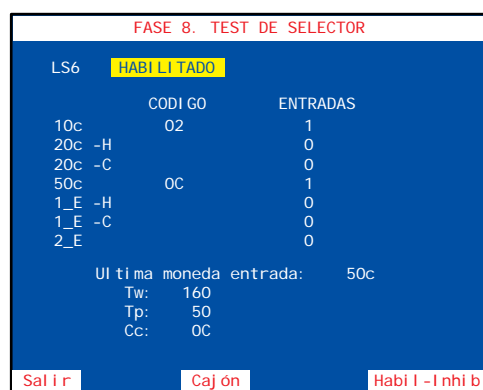 FASE 8. TEST DE SELECTOR
LS6 HABILITADO
CODIGO ENTRADAS
10c 02 1
20c -H 0
20c -C 0
50c 0C 1
1_E -H 0
1_E -C 0
2_E 0
Ultima moneda entrada: 50c
Tw: 160
Tp: 50
Cc: 0C
Salir Cajón Habil-Inhib